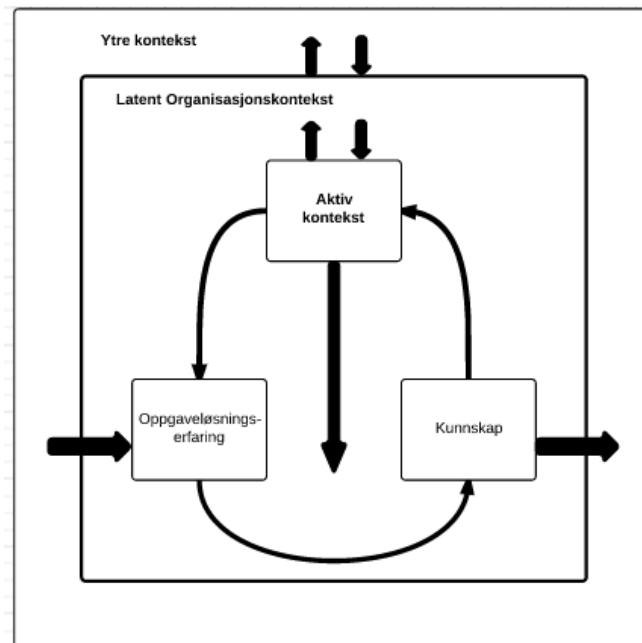 Ytre kontekst
Latent Organisasjonskontekst
Aktiv
kontekst
Oppgaveløsnings-
erfaring
Kunnskap